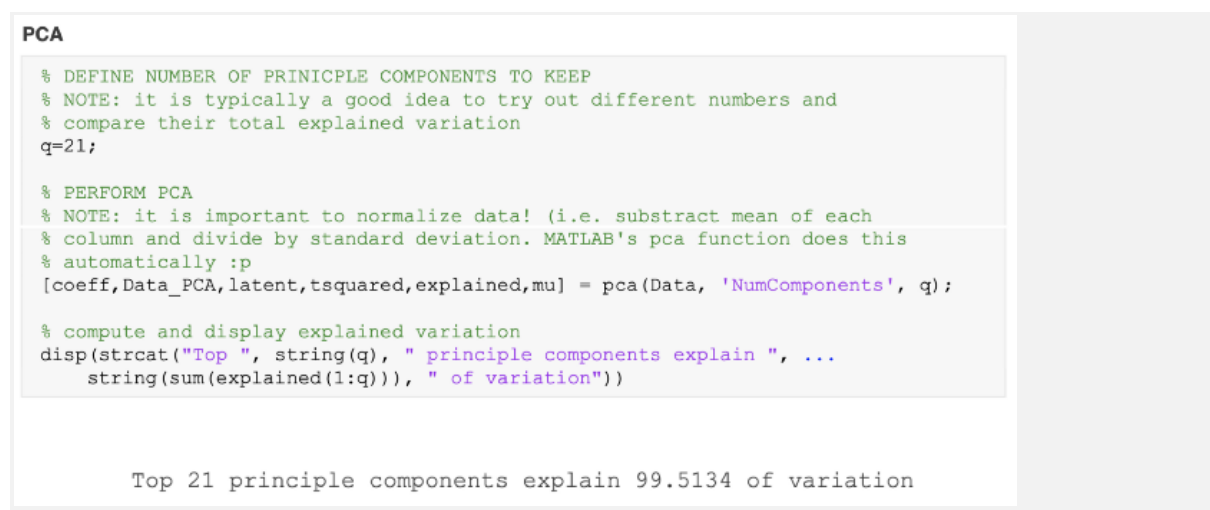 PCA
% DEFINE NUMBER OF PRINICPLE COMPONENTS TO KEEP
% NOTE: it is typically a good idea to try out different numbers and
% compare their total explained variation
q=21;
% PERFORM PCA
% NOTE: it is important to normalize data! (i.e. substract mean of each
% column and divide by standard deviation. MATLAB's pca function does this
% automatically :p
[coeff,Data_PCA,latent,tsquared,explained,mu] = pca(Data, 'NumComponents', q);
% compute and display explained variation
disp(strcat("Top ", string(q), " principle components explain ", ...
string(sum(explained(1:q))), " of variation"))
Top 21 principle components explain 99.5134 of variation